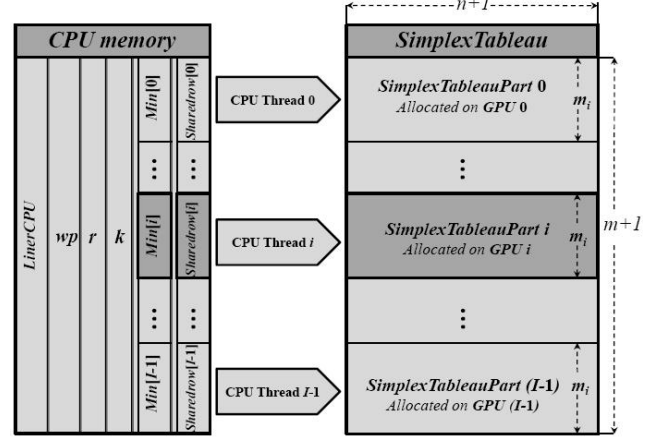 n+1
CPU memory
SimplexTableau
LinerCPU
wp
r
k
Min[0]
Sharedrow[0]
...
...
Min[i]
Sharedrow[i]
...
...
Min[I-1]
Sharedrow[I-1]
CPU Thread 0
CPU Thread i
CPU Thread I-1
SimplexTableauPart 0
Allocated on GPU 0
mi
...
SimplexTableauPart i
Allocated on GPU i
mi
...
SimplexTableauPart (I-1)
Allocated on GPU (I-1)
mi
m+1